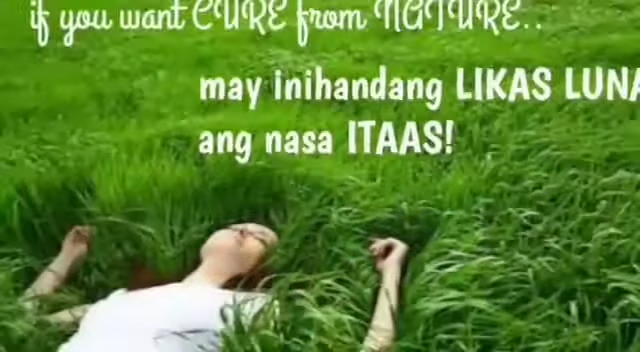 if you want CURE from NATURE..
may inihandang LIKAS LUNA
ang nasa ITAAS!